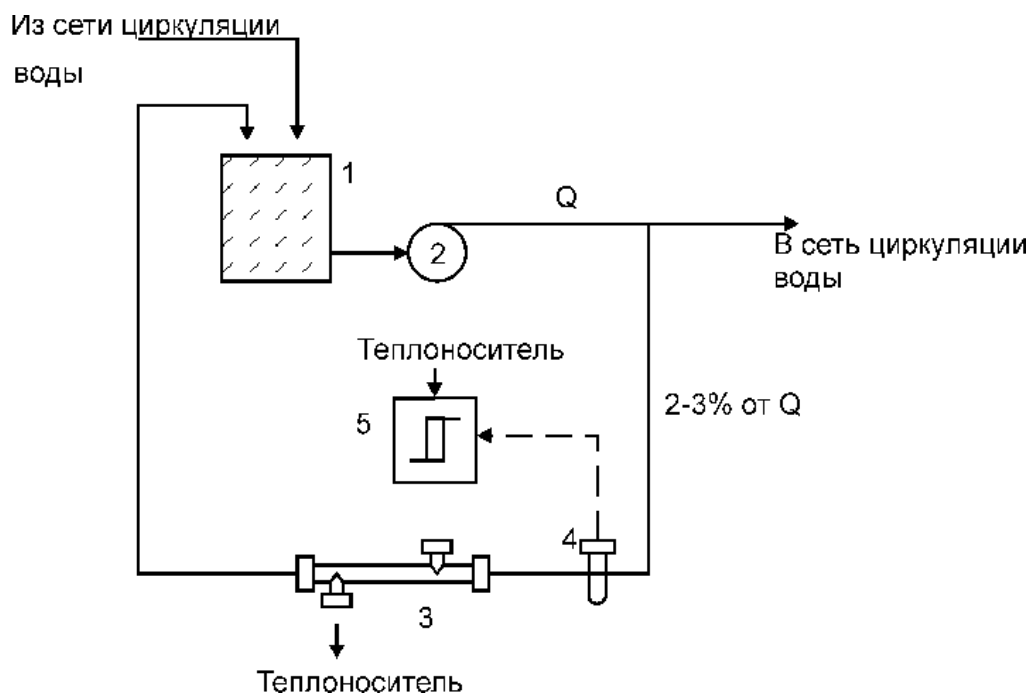 Из сети циркуляции
воды
1
Q
2
В сеть циркуляции
воды
Теплоноситель
2-3% от Q
5
4
3
Теплоноситель